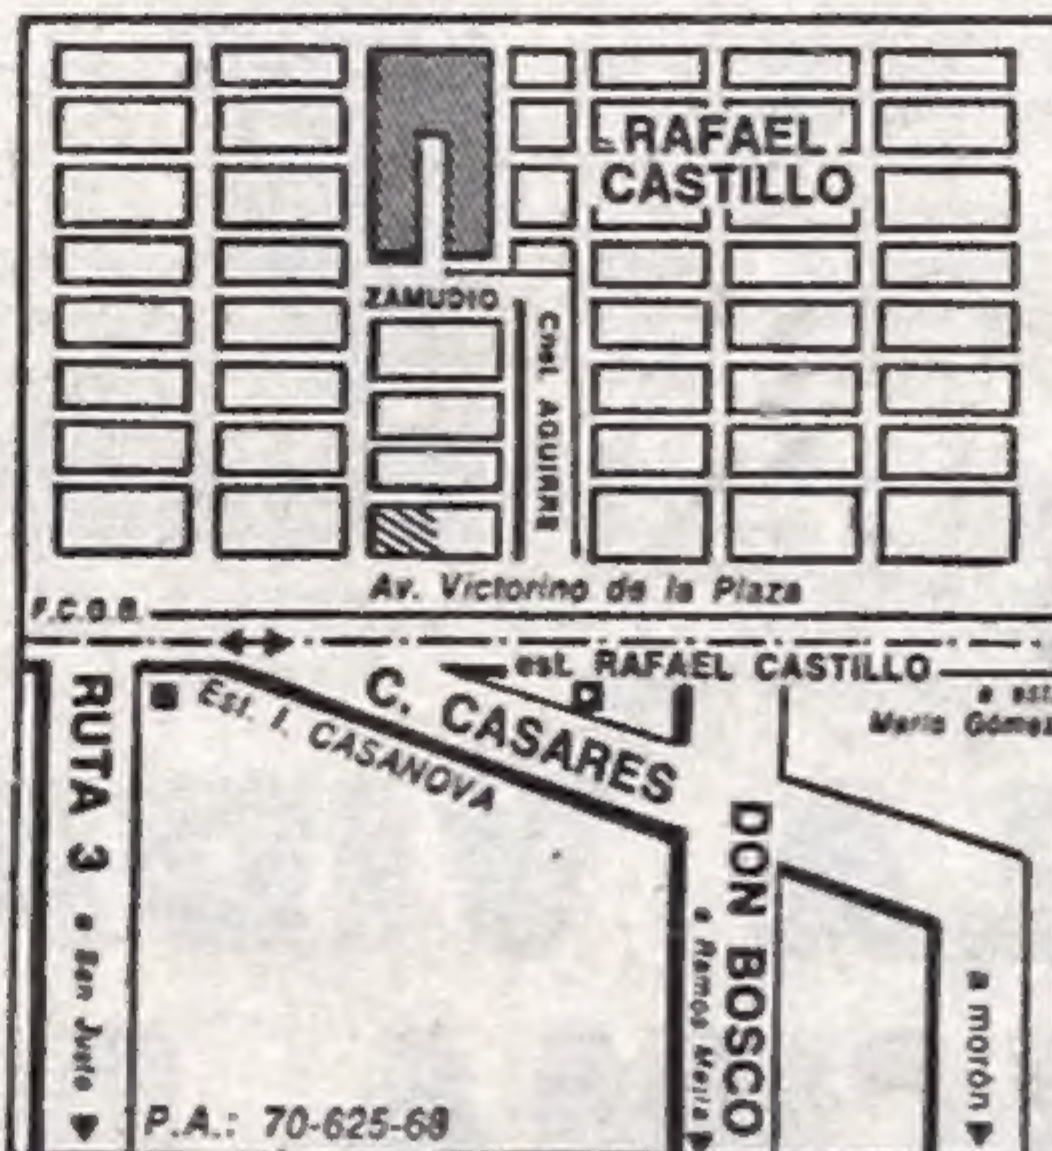 RAFAEL
CASTILLO
ZAMUDIO
Cnel. AGUIRRE
Av. Victorino de la Plaza
F.C.G.B.
est. RAFAEL CASTILLO
a est.
Mario Gómez
C. CASARES
Est. I. CASANOVA
RUTA 3
a San Justo
DON BOSCO
a Ramos Mejía
a morón
P.A.: 70-625-68